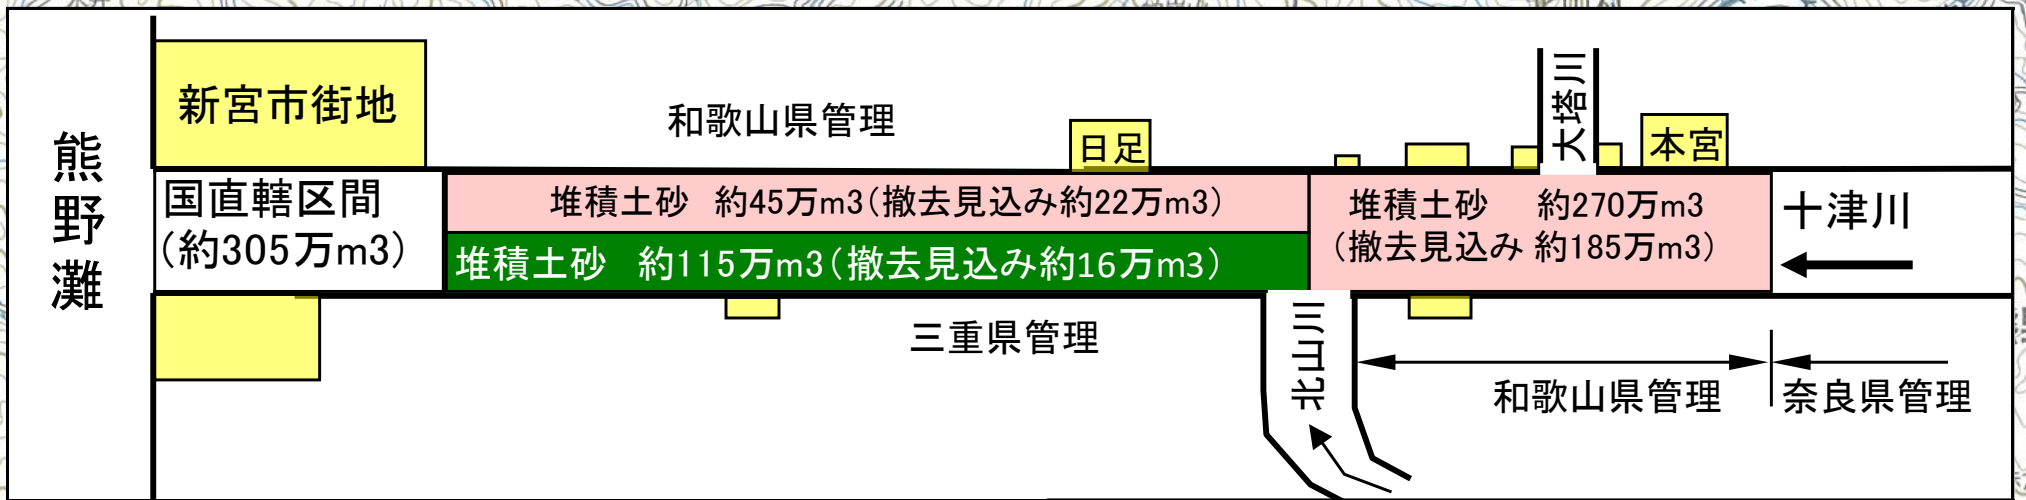 熊野灘
新宮市街地
和歌山県管理
日足
大塔川
本宮
国直轄区間
(約305万m3)
堆積土砂 約45万m3(撤去見込み約22万m3)
堆積土砂 約115万m3(撤去見込み約16万m3)
堆積土砂 約270万m3
(撤去見込み 約185万m3)
十津川
三重県管理
北山川
和歌山県管理
奈良県管理